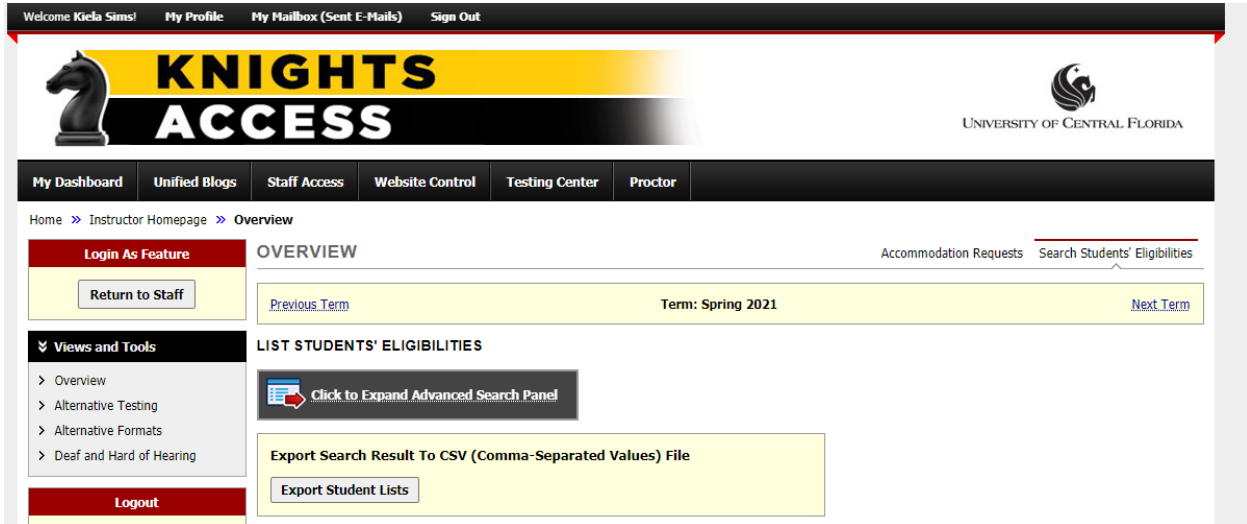 Welcome Kiela Sims! My Profile My Mailbox (Sent E-Mails) Sign Out
KNIGHTS
ACCESS
UNIVERSITY OF CENTRAL FLORIDA
My Dashboard Unified Blogs Staff Access Website Control Testing Center Proctor
Home » Instructor Homepage » Overview
Login As Feature
Return to Staff
OVERVIEW
Accommodation Requests Search Students' Eligibilities
Previous Term Term: Spring 2021 Next Term
Views and Tools
Overview
Alternative Testing
Alternative Formats
Deaf and Hard of Hearing
Logout
LIST STUDENTS' ELIGIBILITIES
Click to Expand Advanced Search Panel
Export Search Result To CSV (Comma-Separated Values) File
Export Student Lists